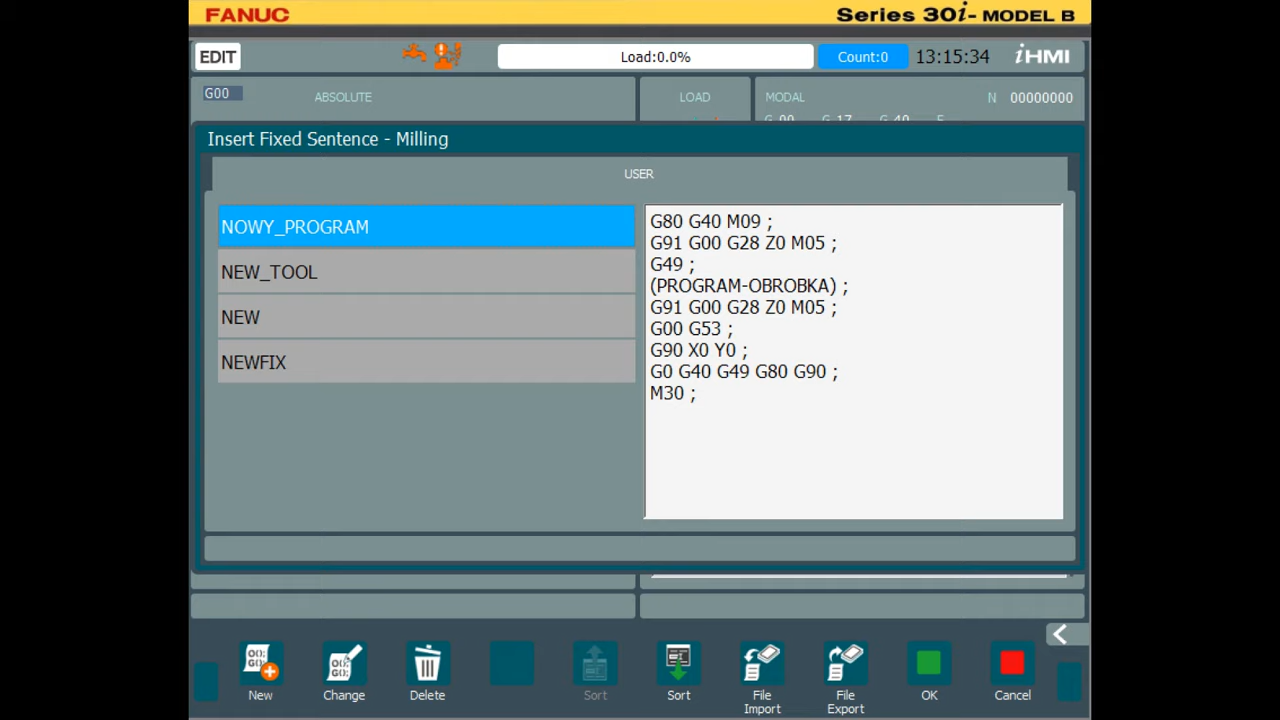 FANUC
Series 30i- MODEL B
EDIT
Load:0.0%
Count:0
13:15:34
iHMI
G00
ABSOLUTE
LOAD
MODAL
N 00000000
G 90 G 17 G 40 F
Insert Fixed Sentence - Milling
USER
NOWY_PROGRAM
NEW_TOOL
NEW
NEWFIX
G80 G40 M09 ;
G91 G00 G28 Z0 M05 ;
G49 ;
(PROGRAM-OBROBKA) ;
G91 G00 G28 Z0 M05 ;
G00 G53 ;
G90 X0 Y0 ;
G0 G40 G49 G80 G90 ;
M30 ;
New
Change
Delete
Sort
Sort
File Import
File Export
OK
Cancel